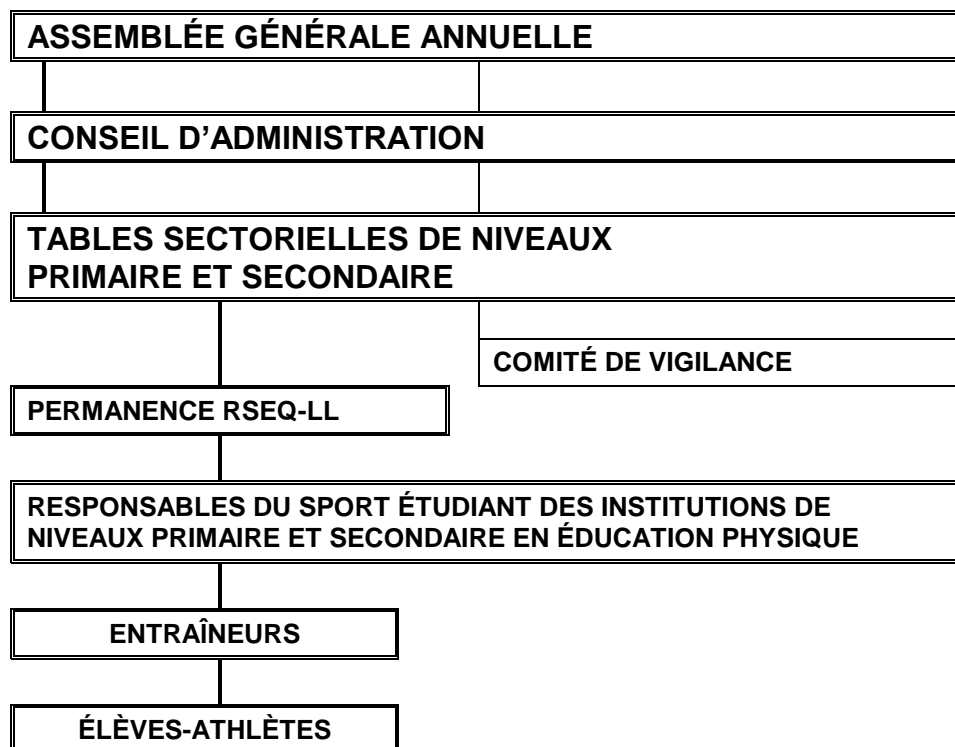 ASSEMBLÉE GÉNÉRALE ANNUELLE
CONSEIL D’ADMINISTRATION
TABLES SECTORIELLES DE NIVEAUX
PRIMAIRE ET SECONDAIRE
COMITÉ DE VIGILANCE
PERMANENCE RSEQ-LL
RESPONSABLES DU SPORT ÉTUDIANT DES INSTITUTIONS DE
NIVEAUX PRIMAIRE ET SECONDAIRE EN ÉDUCATION PHYSIQUE
ENTRAÎNEURS
ÉLÈVES-ATHLÈTES